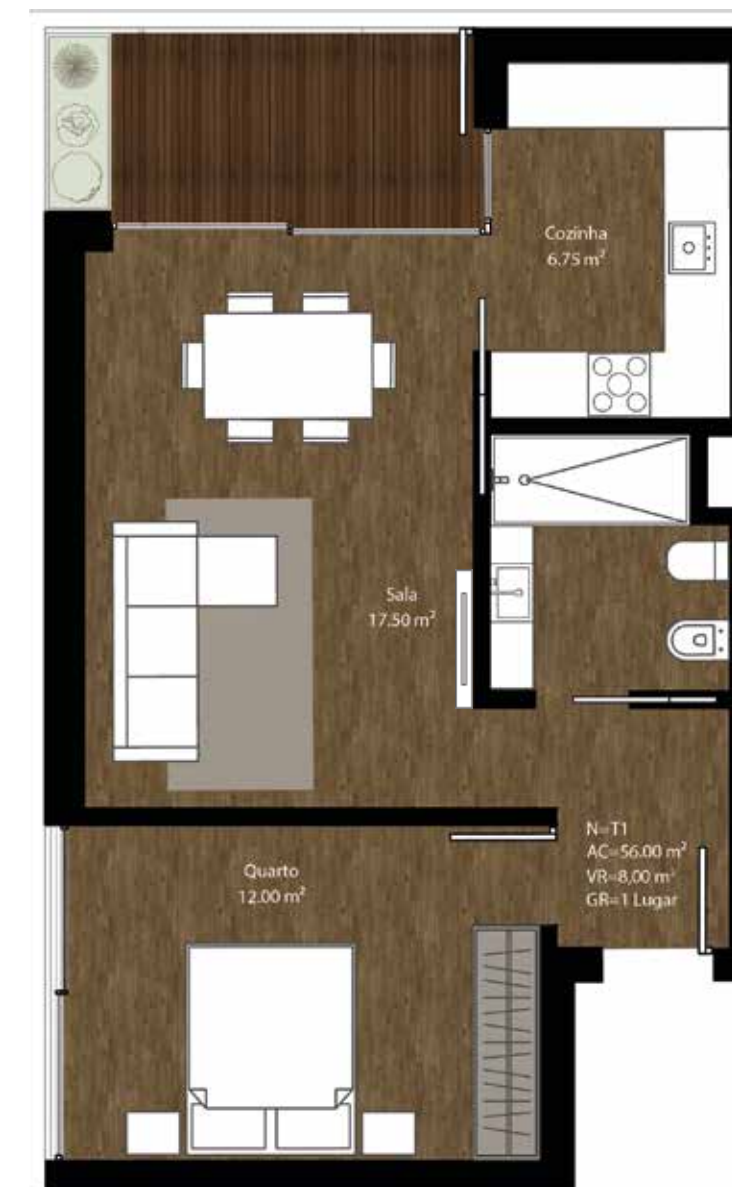 Cozinha
6.75 m²
Sala
17.50 m²
N=T1
AC=56.00 m²
VR=8,00 m²
GR=1 Lugar
Quarto
12.00 m²